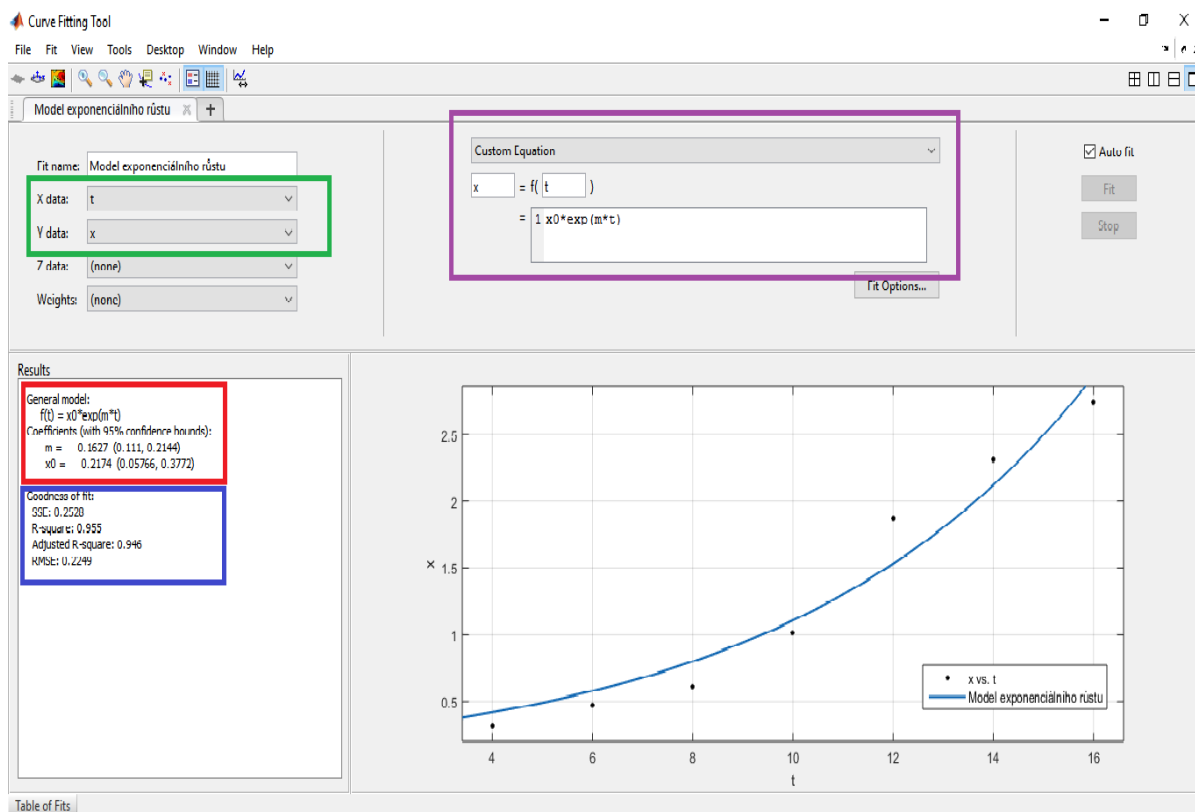 Curve Fitting Tool
File Fit View Tools Desktop Window Help
Model exponenciálního růstu
Fit name: Model exponenciálního růstu
X data: t
Y data: x
Z data: (none)
Weights: (none)
Custom Equation
x = f( t )
= 1 x0*exp(m*t)
Fit Options...
Auto fit
Fit
Stop
Results
General model:
f(t) = x0*exp(m*t)
Coefficients (with 95% confidence bounds):
m = 0.1627 (0.111, 0.2144)
x0 = 0.2174 (0.05766, 0.3772)
Goodness of fit:
SSE: 0.2528
R-square: 0.955
Adjusted R-square: 0.946
RMSE: 0.2249
2.5
2
1.5
1
0.5
x
4 6 8 10 12 14 16
t
x vs. t
Model exponenciálního růstu
Table of Fits